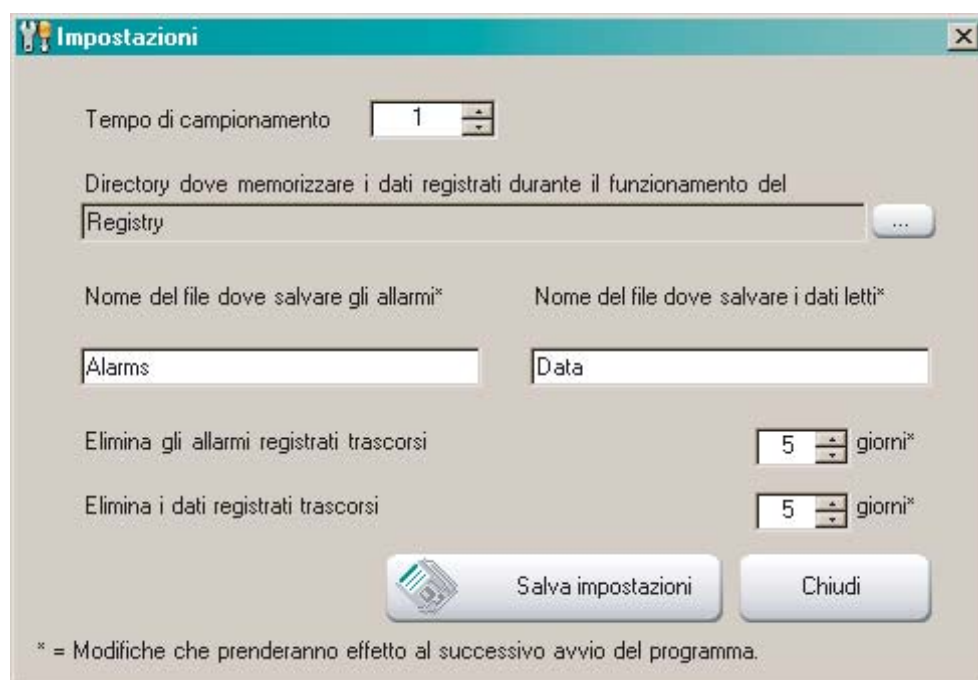 Impostazioni
Tempo di campionamento 1
Directory dove memorizzare i dati registrati durante il funzionamento del
Registry ...
Nome del file dove salvare gli allarmi* Nome del file dove salvare i dati letti*
Alarms Data
Elimina gli allarmi registrati trascorsi 5 giorni*
Elimina i dati registrati trascorsi 5 giorni*
Salva impostazioni Chiudi
* = Modifiche che prenderanno effetto al successivo avvio del programma.